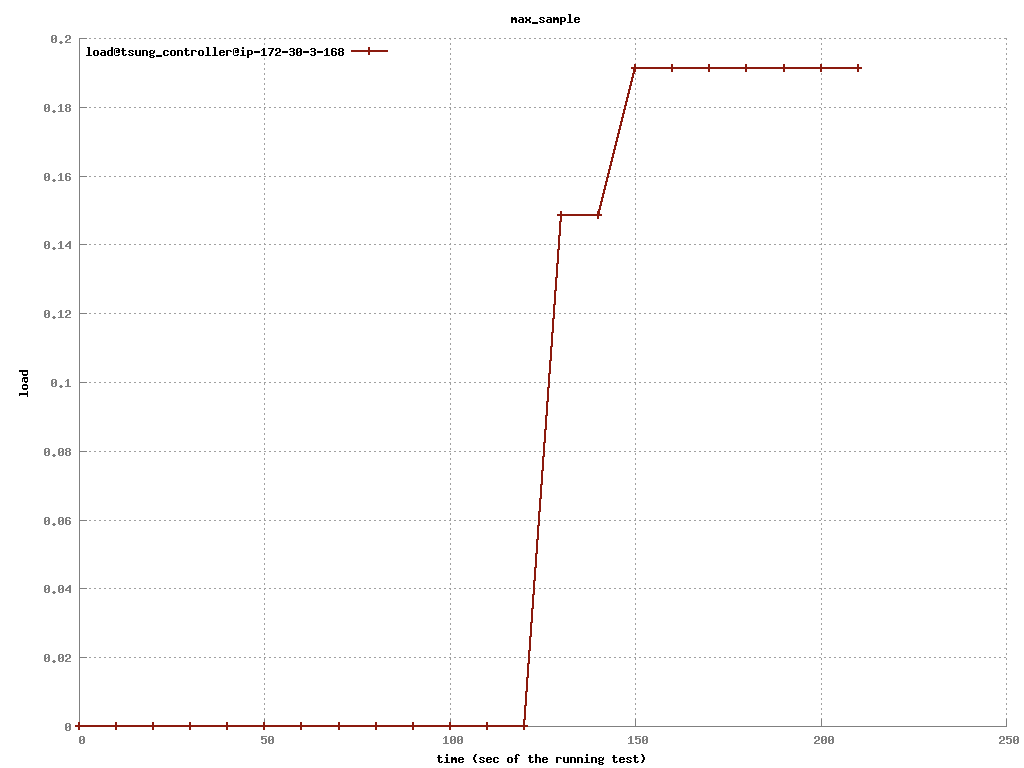 max_sample
load@tsung_controller@ip-172-30-3-168
0.2
0.18
0.16
0.14
0.12
0.1
0.08
0.06
0.04
0.02
0
load
0 50 100 150 200 250
time (sec of the running test)